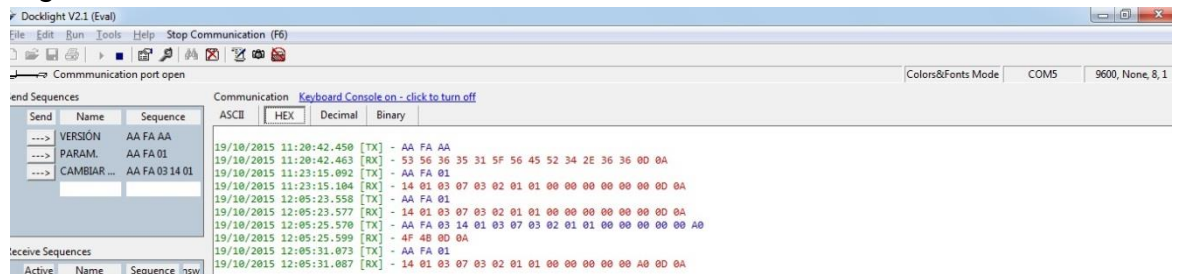 Docklight V2.1 (Eval)
File Edit Run Tools Help Stop Communication (F6)
Commmunication port open
Colors&Fonts Mode COM5 9600, None, 8, 1
end Sequences
Send Name Sequence
---> VERSIÓN AA FA AA
---> PARAM. AA FA 01
---> CAMBIAR ... AA FA 03 14 01
Communication Keyboard Console on - click to turn off
ASCII HEX Decimal Binary
19/10/2015 11:20:42.450 [TX] - AA FA AA
19/10/2015 11:20:42.463 [RX] - 53 56 36 35 31 5F 56 45 52 34 2E 36 36 0D 0A
19/10/2015 11:23:15.092 [TX] - AA FA 01
19/10/2015 11:23:15.104 [RX] - 14 01 03 07 03 02 01 01 00 00 00 00 00 00 0D 0A
19/10/2015 12:05:23.558 [TX] - AA FA 01
19/10/2015 12:05:23.577 [RX] - 14 01 03 07 03 02 01 01 00 00 00 00 00 00 0D 0A
19/10/2015 12:05:25.570 [TX] - AA FA 03 14 01 03 07 03 02 01 01 00 00 00 00 00 A0
19/10/2015 12:05:25.599 [RX] - 4F 4B 0D 0A
19/10/2015 12:05:31.073 [TX] - AA FA 01
19/10/2015 12:05:31.087 [RX] - 14 01 03 07 03 02 01 01 00 00 00 00 00 A0 0D 0A
eceive Sequences
Active Name Sequence nsw